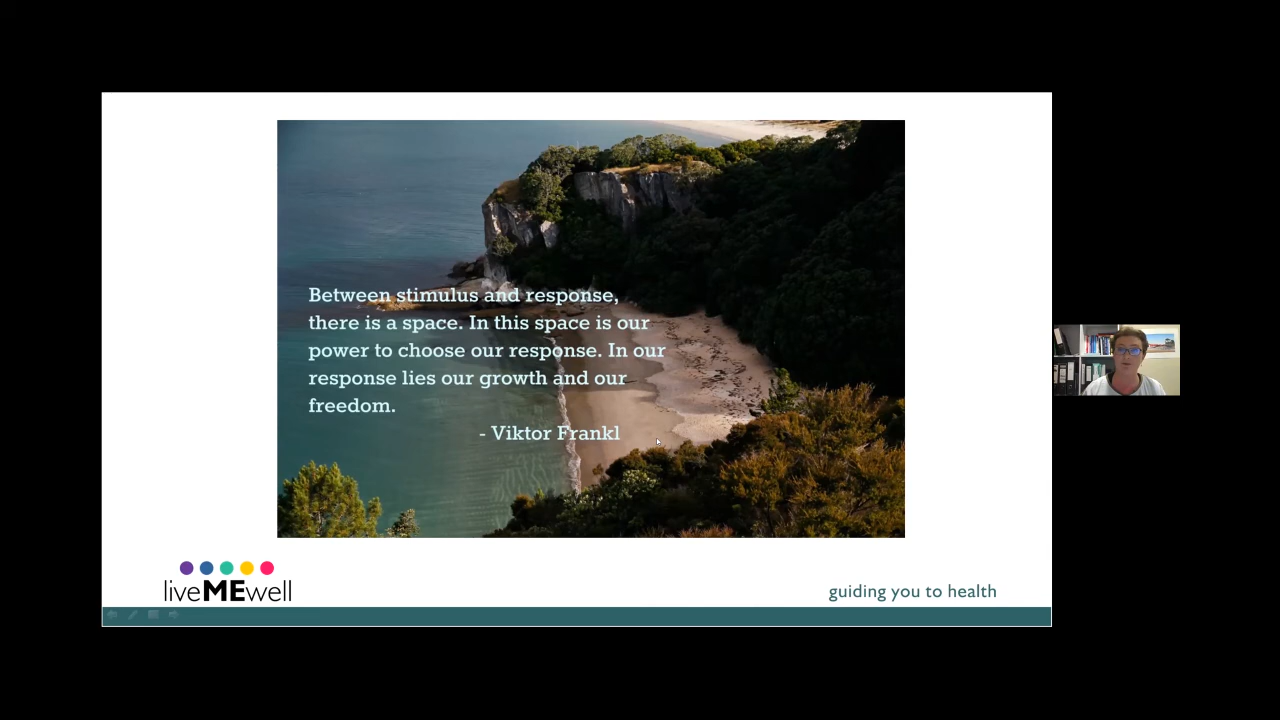 Between stimulus and response,
there is a space. In this space is our
power to choose our response. In our
response lies our growth and our
freedom.
- Viktor Frankl
liveMEwell
guiding you to health